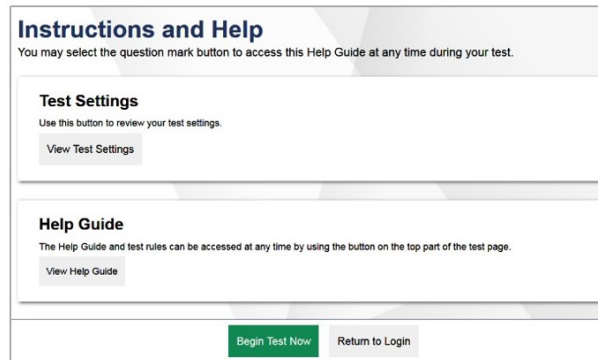 Instructions and Help
You may select the question mark button to access this Help Guide at any time during your test.
Test Settings
Use this button to review your test settings.
View Test Settings
Help Guide
The Help Guide and test rules can be accessed at any time by using the button on the top part of the test page.
View Help Guide
Begin Test Now Return to Login